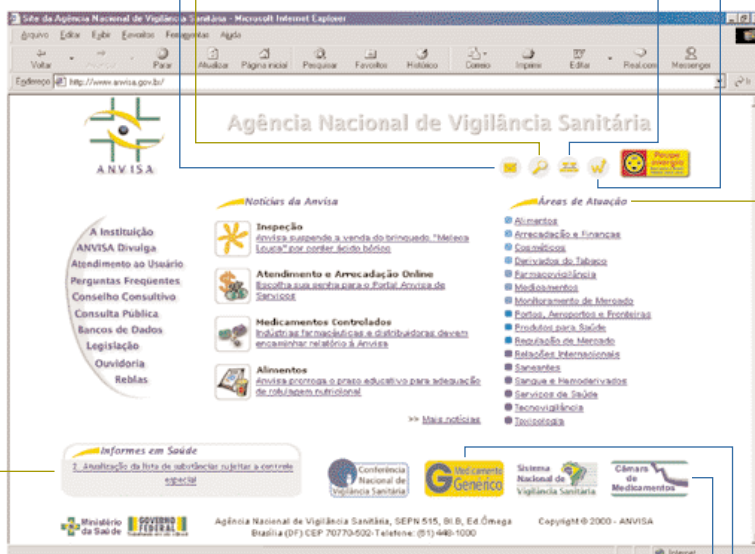 Site da Agência Nacional de Vigilância Sanitária - Microsoft Internet Explorer
Arquivo Editar Exibir Favoritos Ferramentas Ajuda
Voltar Parar Atualizar Página inicial Pesquisar Favoritos Histórico Correio Imprimir Editar Real.com Messenger
Endereço http://www.anvisa.gov.br/
Agência Nacional de Vigilância Sanitária
ANVISA
Poupe energia
Notícias da Anvisa
Áreas de Atuação
A Instituição
ANVISA Divulga
Atendimento ao Usuário
Perguntas Freqüentes
Conselho Consultivo
Consulta Pública
Bancos de Dados
Legislação
Ouvidoria
Reblas
Inspeção
Anvisa suspende a venda do brinquedo "Meleca
Louca" por conter ácido bórico
Atendimento e Arrecadação Online
Escolha sua senha para o Portal Anvisa de
Serviços
Medicamentos Controlados
Indústrias farmacêuticas e distribuidoras devem
encaminhar relatório à Anvisa
Alimentos
Anvisa prorroga o prazo educativo para adequação
de rotulagem nutricional
>> Mais notícias
Alimentos
Arrecadação e Finanças
Cosméticos
Derivados do Tabaco
Farmacovigilância
Medicamentos
Monitoramento de Mercado
Portos, Aeroportos e Fronteiras
Produtos para Saúde
Regulação de Mercado
Relações Internacionais
Saneantes
Sangue e Hemoderivados
Serviços de Saúde
Tecnovigilância
Toxicologia
Informes em Saúde
2. Atualização da lista de substâncias sujeitas a controle
especial
Conferência
Nacional de
Vigilância Sanitária
Medicamento
Genérico
Sistema
Nacional de
Vigilância Sanitária
Câmara
de
Medicamentos
Ministério
da Saúde
GOVERNO
FEDERAL
Agência Nacional de Vigilância Sanitária, SEPN 515, Bl.B, Ed.Ômega
Brasília (DF) CEP 70770-502-Telefone: (61) 448-1000
Copyright © 2000 - ANVISA
Internet